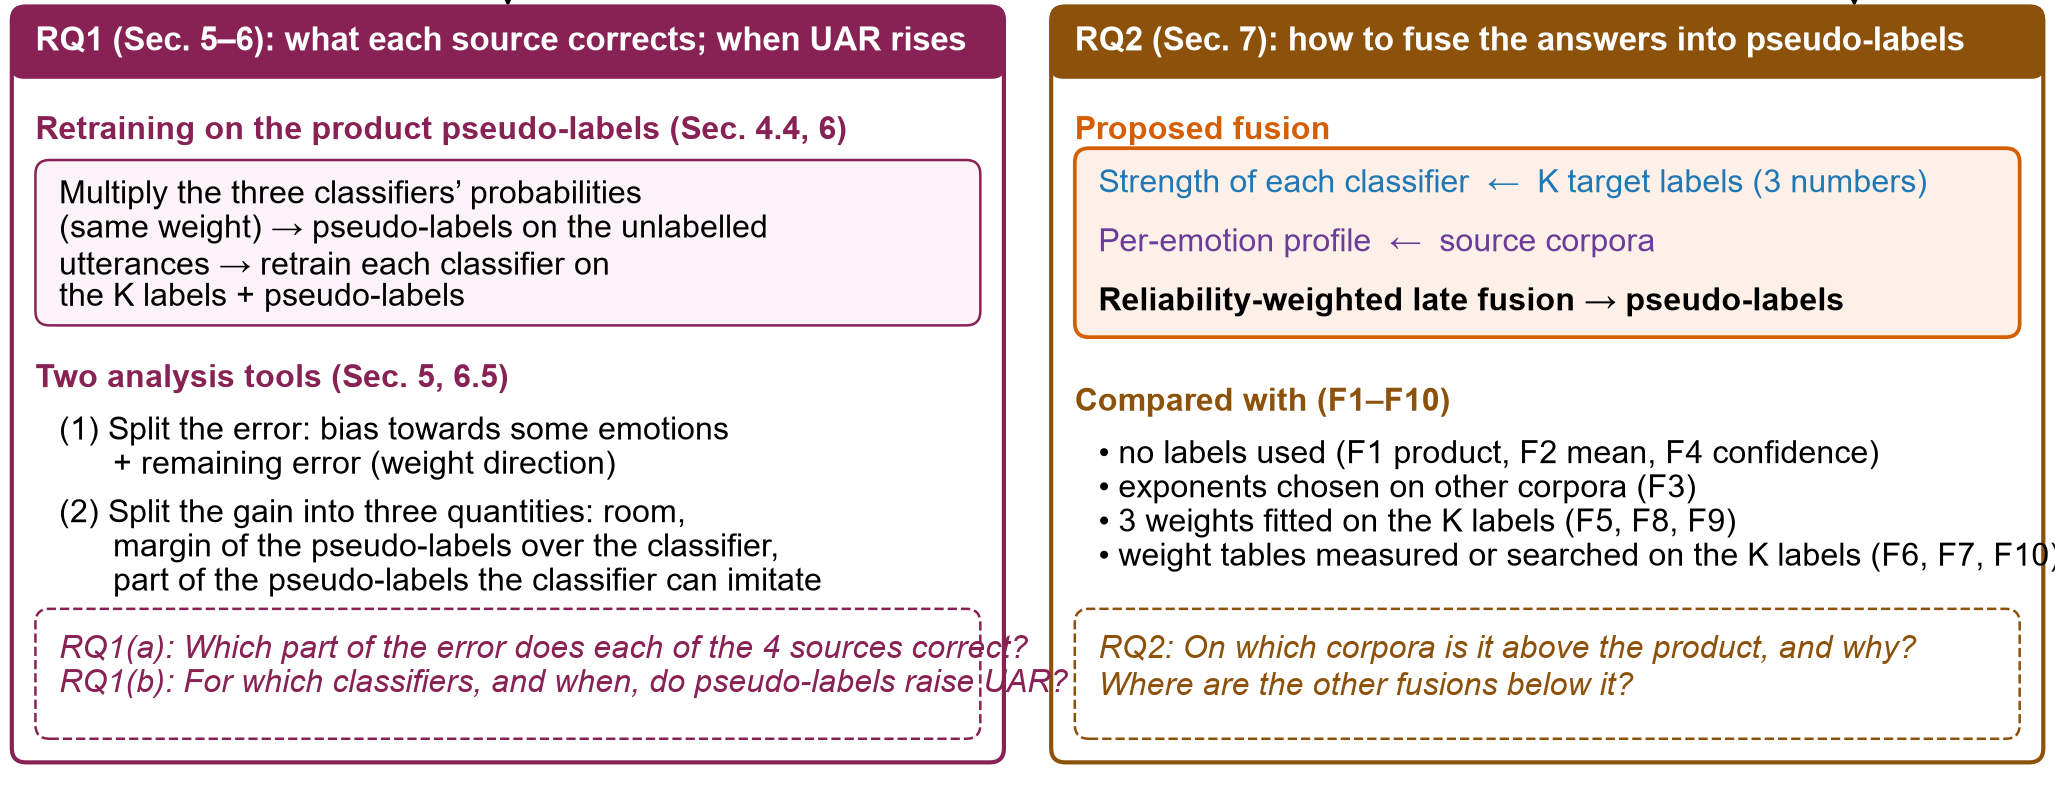 RQ1 (Sec. 5–6): what each source corrects; when UAR rises
Retraining on the product pseudo-labels (Sec. 4.4, 6)
Multiply the three classifiers’ probabilities
(same weight) → pseudo-labels on the unlabelled
utterances → retrain each classifier on
the K labels + pseudo-labels
Two analysis tools (Sec. 5, 6.5)
(1) Split the error: bias towards some emotions
+ remaining error (weight direction)
(2) Split the gain into three quantities: room,
margin of the pseudo-labels over the classifier,
part of the pseudo-labels the classifier can imitate
RQ1(a): Which part of the error does each of the 4 sources correct?
RQ1(b): For which classifiers, and when, do pseudo-labels raise UAR?
RQ2 (Sec. 7): how to fuse the answers into pseudo-labels
Proposed fusion
Strength of each classifier ← K target labels (3 numbers)
Per-emotion profile ← source corpora
Reliability-weighted late fusion → pseudo-labels
Compared with (F1–F10)
• no labels used (F1 product, F2 mean, F4 confidence)
• exponents chosen on other corpora (F3)
• 3 weights fitted on the K labels (F5, F8, F9)
• weight tables measured or searched on the K labels (F6, F7, F10)
RQ2: On which corpora is it above the product, and why?
Where are the other fusions below it?